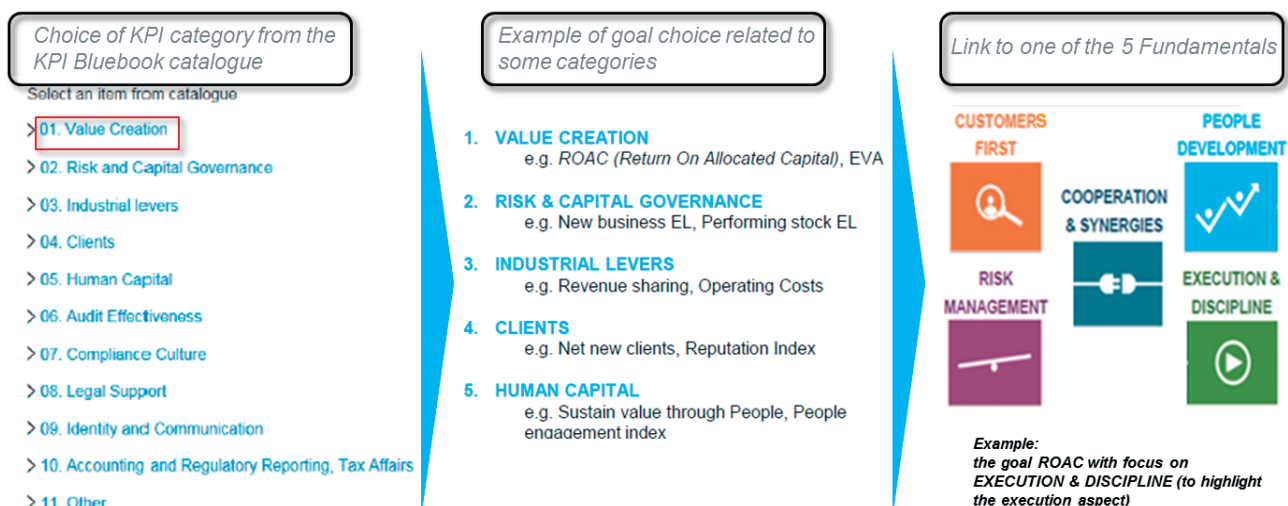 Choice of KPI category from the
KPI Bluebook catalogue
Select an item from catalogue
> 01. Value Creation
> 02. Risk and Capital Governance
> 03. Industrial levers
> 04. Clients
> 05. Human Capital
> 06. Audit Effectiveness
> 07. Compliance Culture
> 08. Legal Support
> 09. Identity and Communication
> 10. Accounting and Regulatory Reporting, Tax Affairs
> 11. Other
Example of goal choice related to
some categories
1. VALUE CREATION
e.g. ROAC (Return On Allocated Capital), EVA
2. RISK & CAPITAL GOVERNANCE
e.g. New business EL, Performing stock EL
3. INDUSTRIAL LEVERS
e.g. Revenue sharing, Operating Costs
4. CLIENTS
e.g. Net new clients, Reputation Index
5. HUMAN CAPITAL
e.g. Sustain value through People, People
engagement index
Link to one of the 5 Fundamentals
CUSTOMERS
FIRST
PEOPLE
DEVELOPMENT
COOPERATION
& SYNERGIES
RISK
MANAGEMENT
EXECUTION &
DISCIPLINE
Example:
the goal ROAC with focus on
EXECUTION & DISCIPLINE (to highlight
the execution aspect)